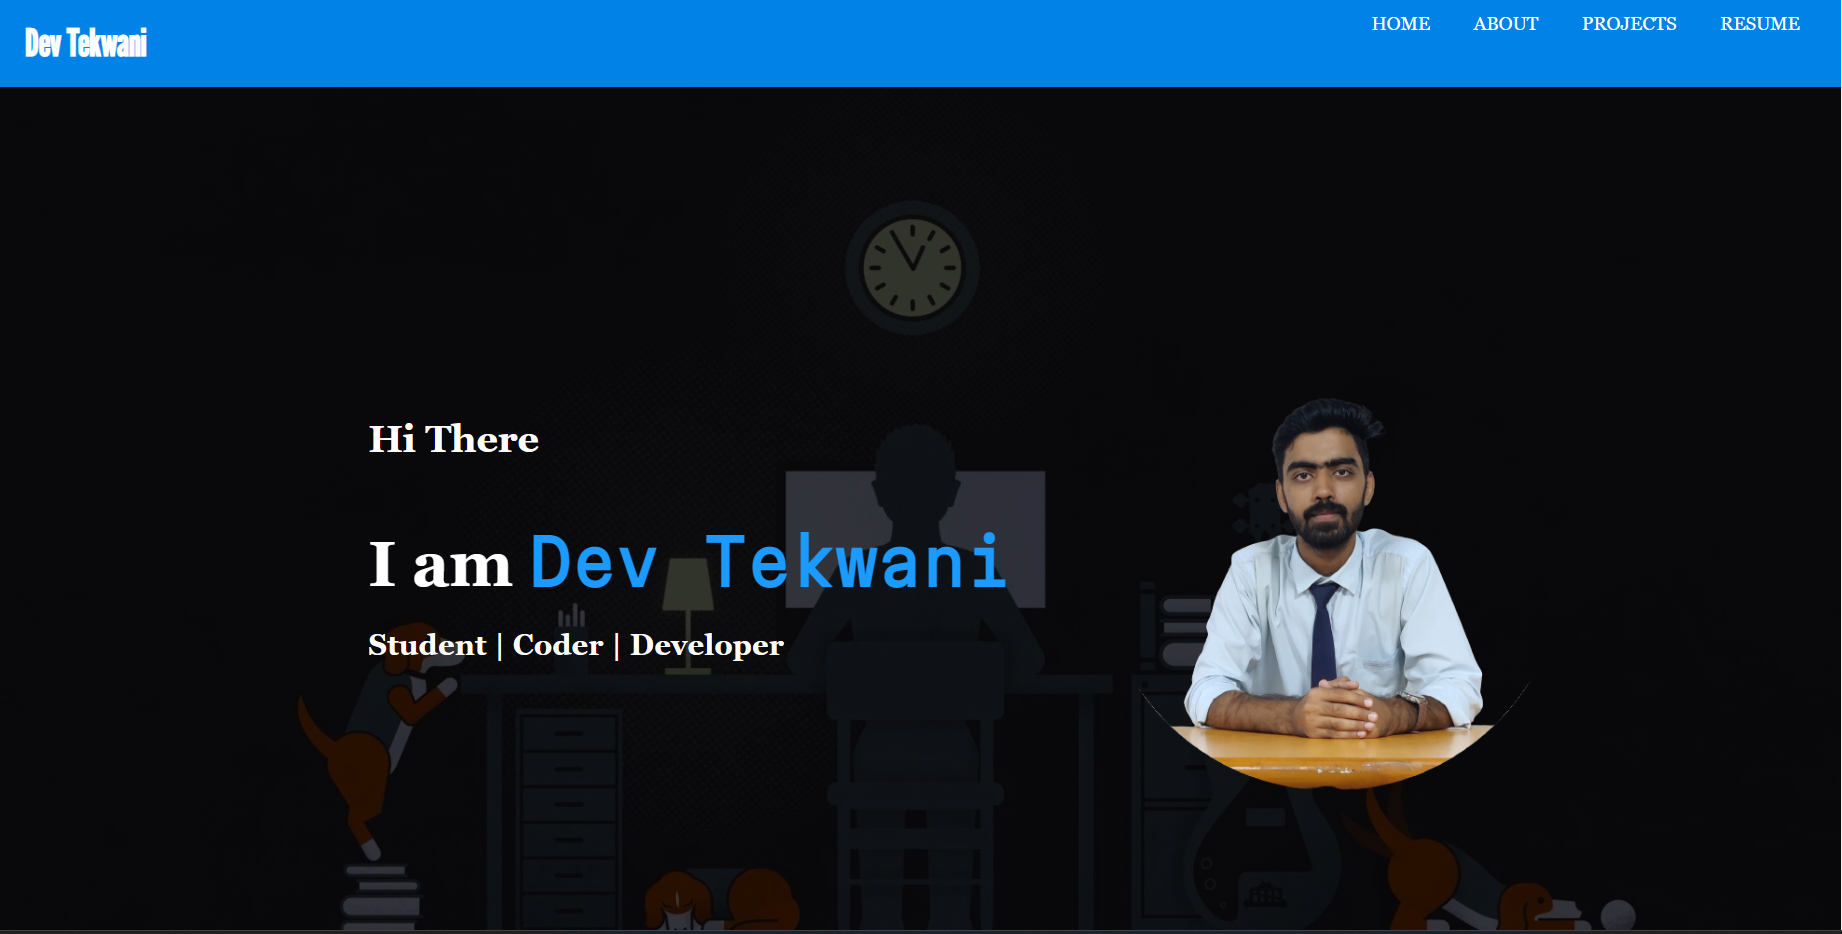 Dev Tekwani
HOME ABOUT PROJECTS RESUME
Hi There
I am Dev Tekwani
Student | Coder | Developer